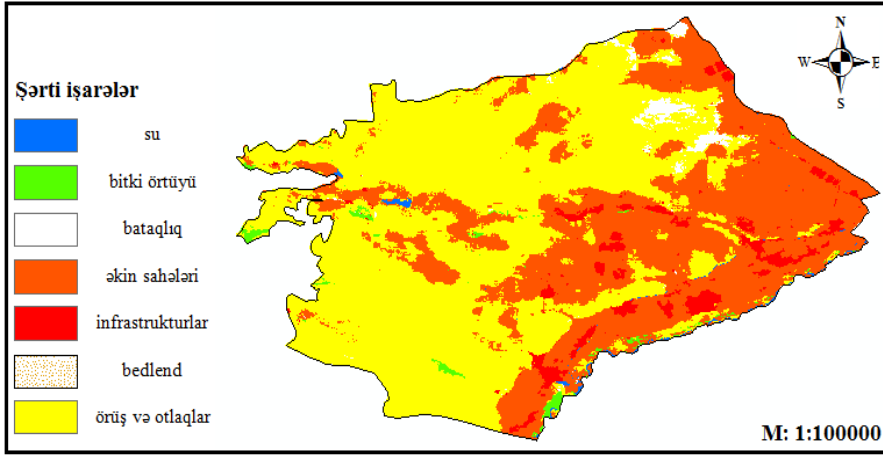 Şərti işarələr
su
bitki örtüyü
bataqlıq
əkin sahələri
infrastrukturlar
bedlend
örüş və otlaqlar
N
W E
S
M: 1:100000